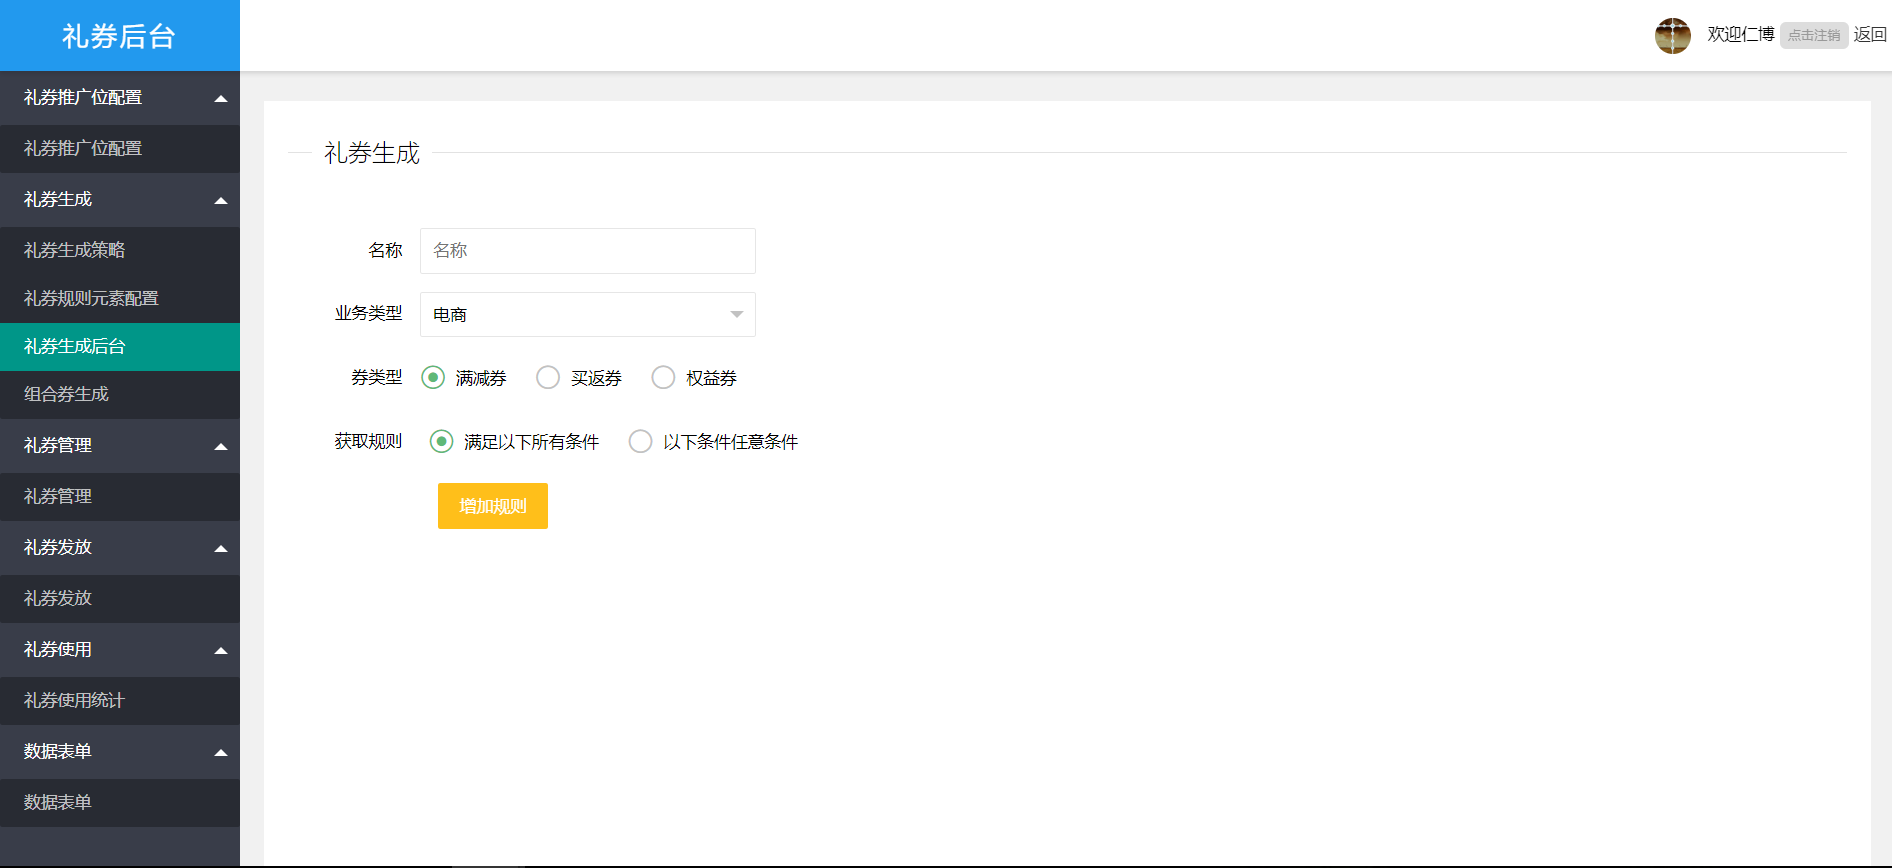 礼券后台
欢迎仁博 点击注销 返回
礼券推广位配置
礼券推广位配置
礼券生成
礼券生成策略
礼券规则元素配置
礼券生成后台
组合券生成
礼券管理
礼券管理
礼券发放
礼券发放
礼券使用
礼券使用统计
数据表单
数据表单
礼券生成
名称 名称
业务类型 电商
券类型 满减券 买返券 权益券
获取规则 满足以下所有条件 以下条件任意条件
增加规则